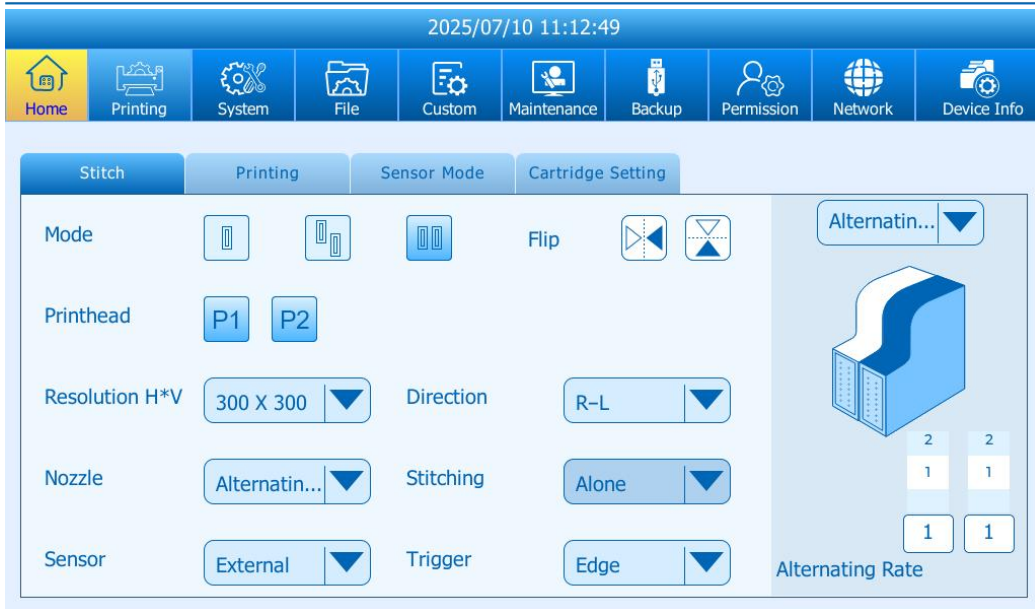 2025/07/10 11:12:49
Home Printing System File Custom Maintenance Backup Permission Network Device Info
Stitch Printing Sensor Mode Cartridge Setting
Mode Flip Alternatin...
Printhead P1 P2
Resolution H*V 300 X 300 Direction R-L
2 2
Nozzle Alternatin... Stitching Alone 1 1
1 1
Sensor External Trigger Edge Alternating Rate